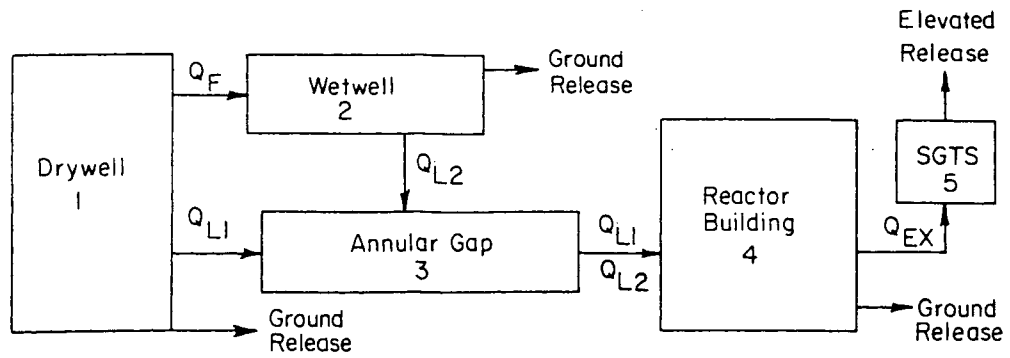 Drywell
1
Q_F
Wetwell
2
Ground
Release
Q_L2
Q_L1
Annular Gap
3
Ground
Release
Q_L1
Q_L2
Reactor
Building
4
Elevated
Release
SGTS
5
Q_EX
Ground
Release